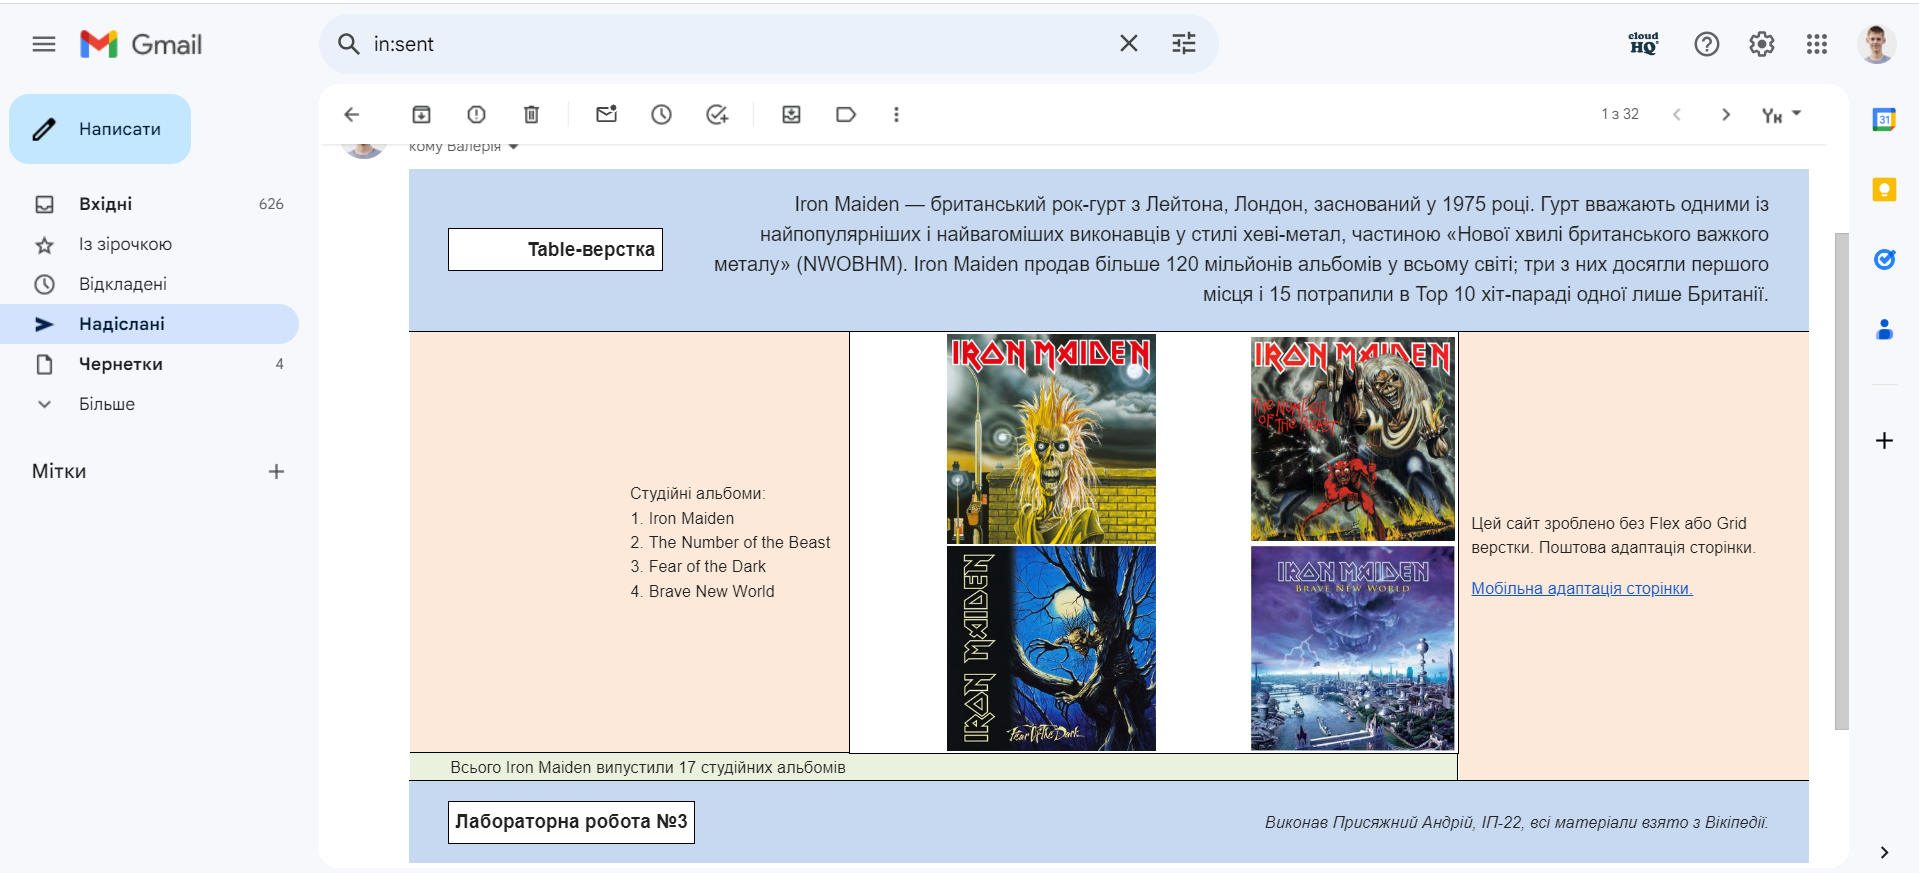 Gmail
in:sent
cloud
HQ
Написати
1 з 32
Ун
31
кому Валерія
Вхідні 626
Із зірочкою
Відкладені
Надіслані
Чернетки 4
Більше
Мітки
Table-верстка
Iron Maiden — британський рок-гурт з Лейтона, Лондон, заснований у 1975 році. Гурт вважають одними із
найпопулярніших і найвагоміших виконавців у стилі хеві-метал, частиною «Нової хвилі британського важкого
металу» (NWOBHM). Iron Maiden продав більше 120 мільйонів альбомів у всьому світі; три з них досягли першого
місця і 15 потрапили в Top 10 хіт-параді одної лише Британії.
Студійні альбоми:
1. Iron Maiden
2. The Number of the Beast
3. Fear of the Dark
4. Brave New World
IRON MAIDEN
IRON MAIDEN
THE NUMBER
OF THE BEAST
IRON MAIDEN
Fear Of The Dark
IRON MAIDEN
BRAVE NEW WORLD
Цей сайт зроблено без Flex або Grid
верстки. Поштова адаптація сторінки.
Мобільна адаптація сторінки.
Всього Iron Maiden випустили 17 студійних альбомів
Лабораторна робота №3
Виконав Присяжний Андрій, ІП-22, всі матеріали взято з Вікіпедії.